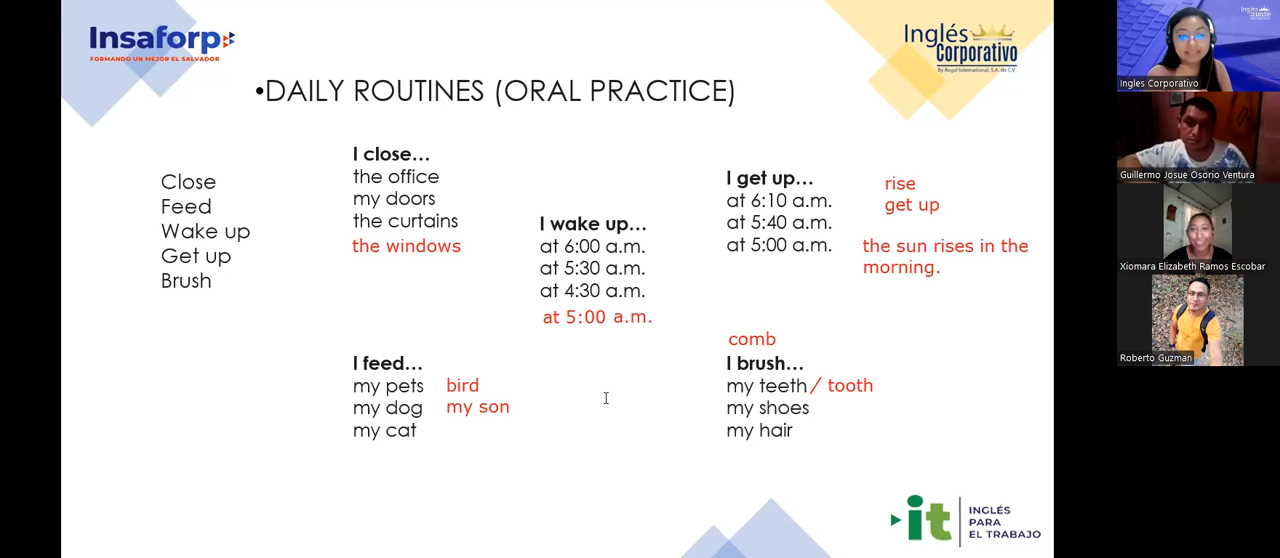 Insaforp
FORMANDO UN MEJOR EL SALVADOR
Inglés
Corporativo
By Regal International, S.A. de C.V.
•DAILY ROUTINES (ORAL PRACTICE)
Close
Feed
Wake up
Get up
Brush
I close...
the office
my doors
the curtains
the windows
I wake up...
at 6:00 a.m.
at 5:30 a.m.
at 4:30 a.m.
at 5:00 a.m.
I get up...
at 6:10 a.m.
at 5:40 a.m.
at 5:00 a.m.
rise
get up
the sun rises in the
morning.
I feed...
my pets bird
my dog my son
my cat
comb
I brush...
my teeth / tooth
my shoes
my hair
it
INGLÉS
PARA
EL TRABAJO
Ingles Corporativo
Guillermo Josue Osorio Ventura
Xiomara Elizabeth Ramos Escobar
Roberto Guzman